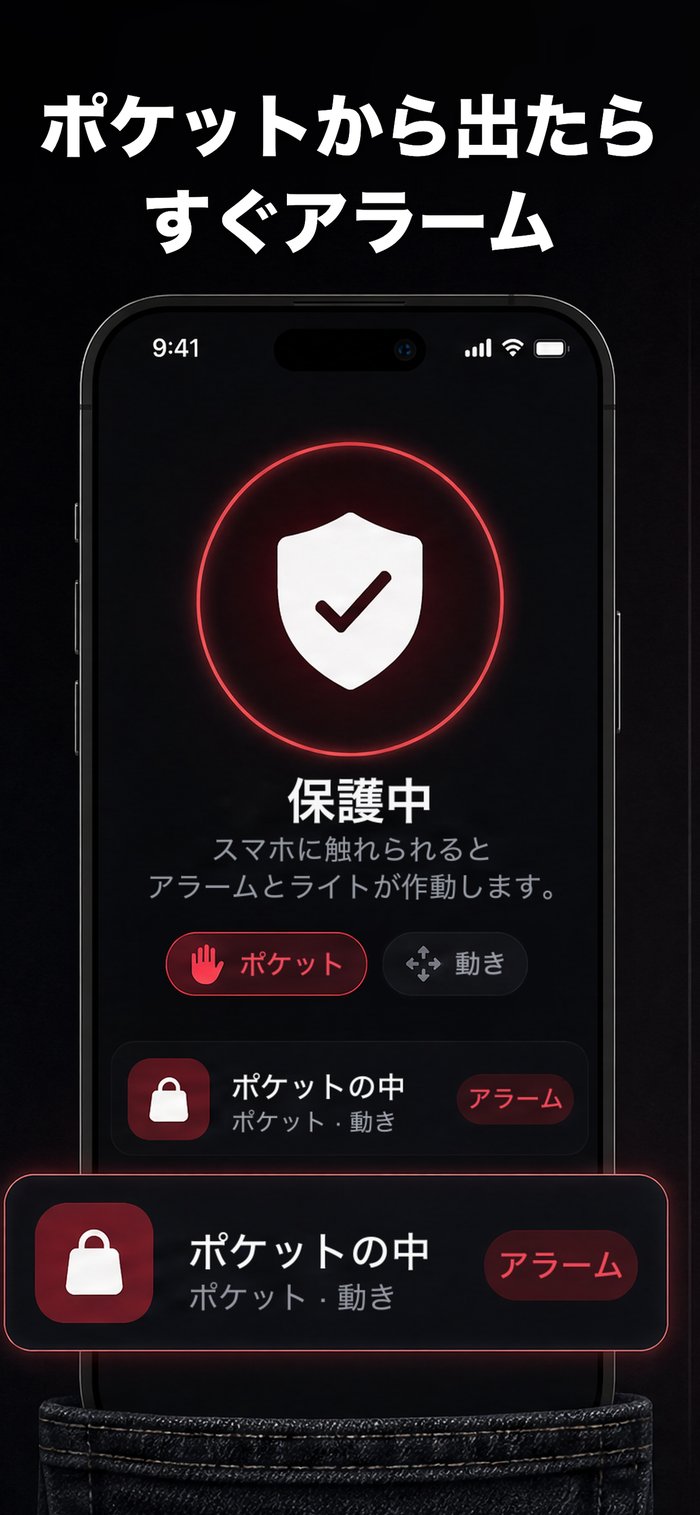 ポケットから出たら
すぐアラーム
9:41
保護中
スマホに触れられると
アラームとライトが作動します。
ポケット
動き
ポケットの中
ポケット · 動き
アラーム
ポケットの中
ポケット · 動き
アラーム